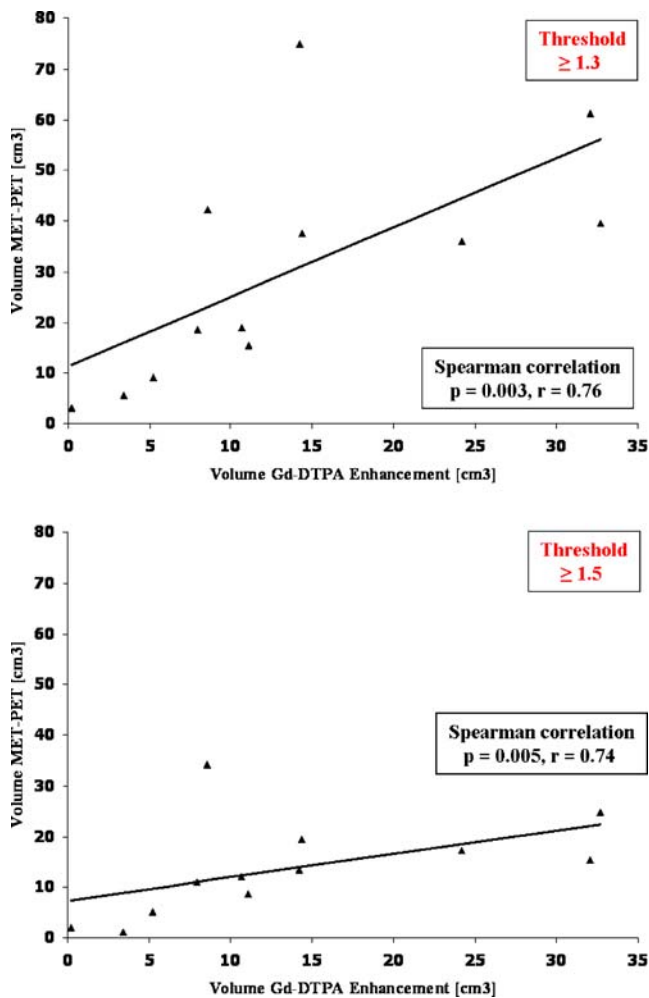 80
Threshold
≥ 1.3
70
60
50
40
30
20
10
0
Volume MET-PET [cm3]
Spearman correlation
p = 0.003, r = 0.76
0 5 10 15 20 25 30 35
Volume Gd-DTPA Enhancement [cm3]
80
Threshold
≥ 1.5
70
60
50
40
30
20
10
0
Volume MET-PET [cm3]
Spearman correlation
p = 0.005, r = 0.74
0 5 10 15 20 25 30 35
Volume Gd-DTPA Enhancement [cm3]